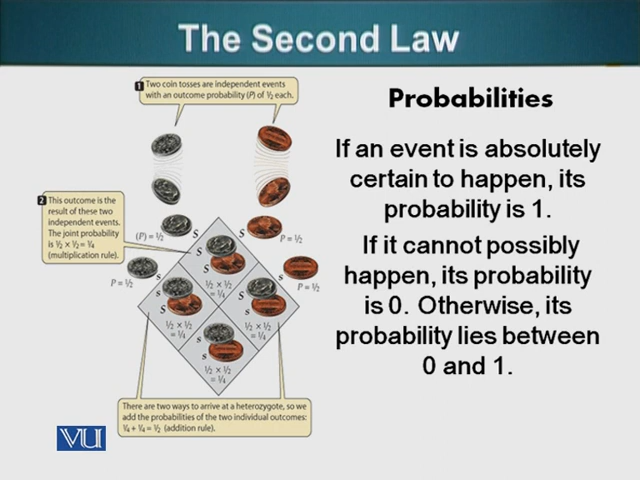 The Second Law
1 Two coin tosses are independent events
with an outcome probability (P) of ½ each.
Probabilities
If an event is absolutely
certain to happen, its
probability is 1.
If it cannot possibly
happen, its probability
is 0. Otherwise, its
probability lies between
0 and 1.
2 This outcome is the
result of these two
independent events.
The joint probability
is ½ × ½ = ¼
(multiplication rule).
(P) = ½
S
S
P = ½
P = ½
s
S
S
½ × ½
= ¼
s
P = ½
S
s
½ × ½
= ¼
S
s
½ × ½
= ¼
s
s
½ × ½
= ¼
There are two ways to arrive at a heterozygote, so we
add the probabilities of the two individual outcomes:
¼ + ¼ = ½ (addition rule).
VU